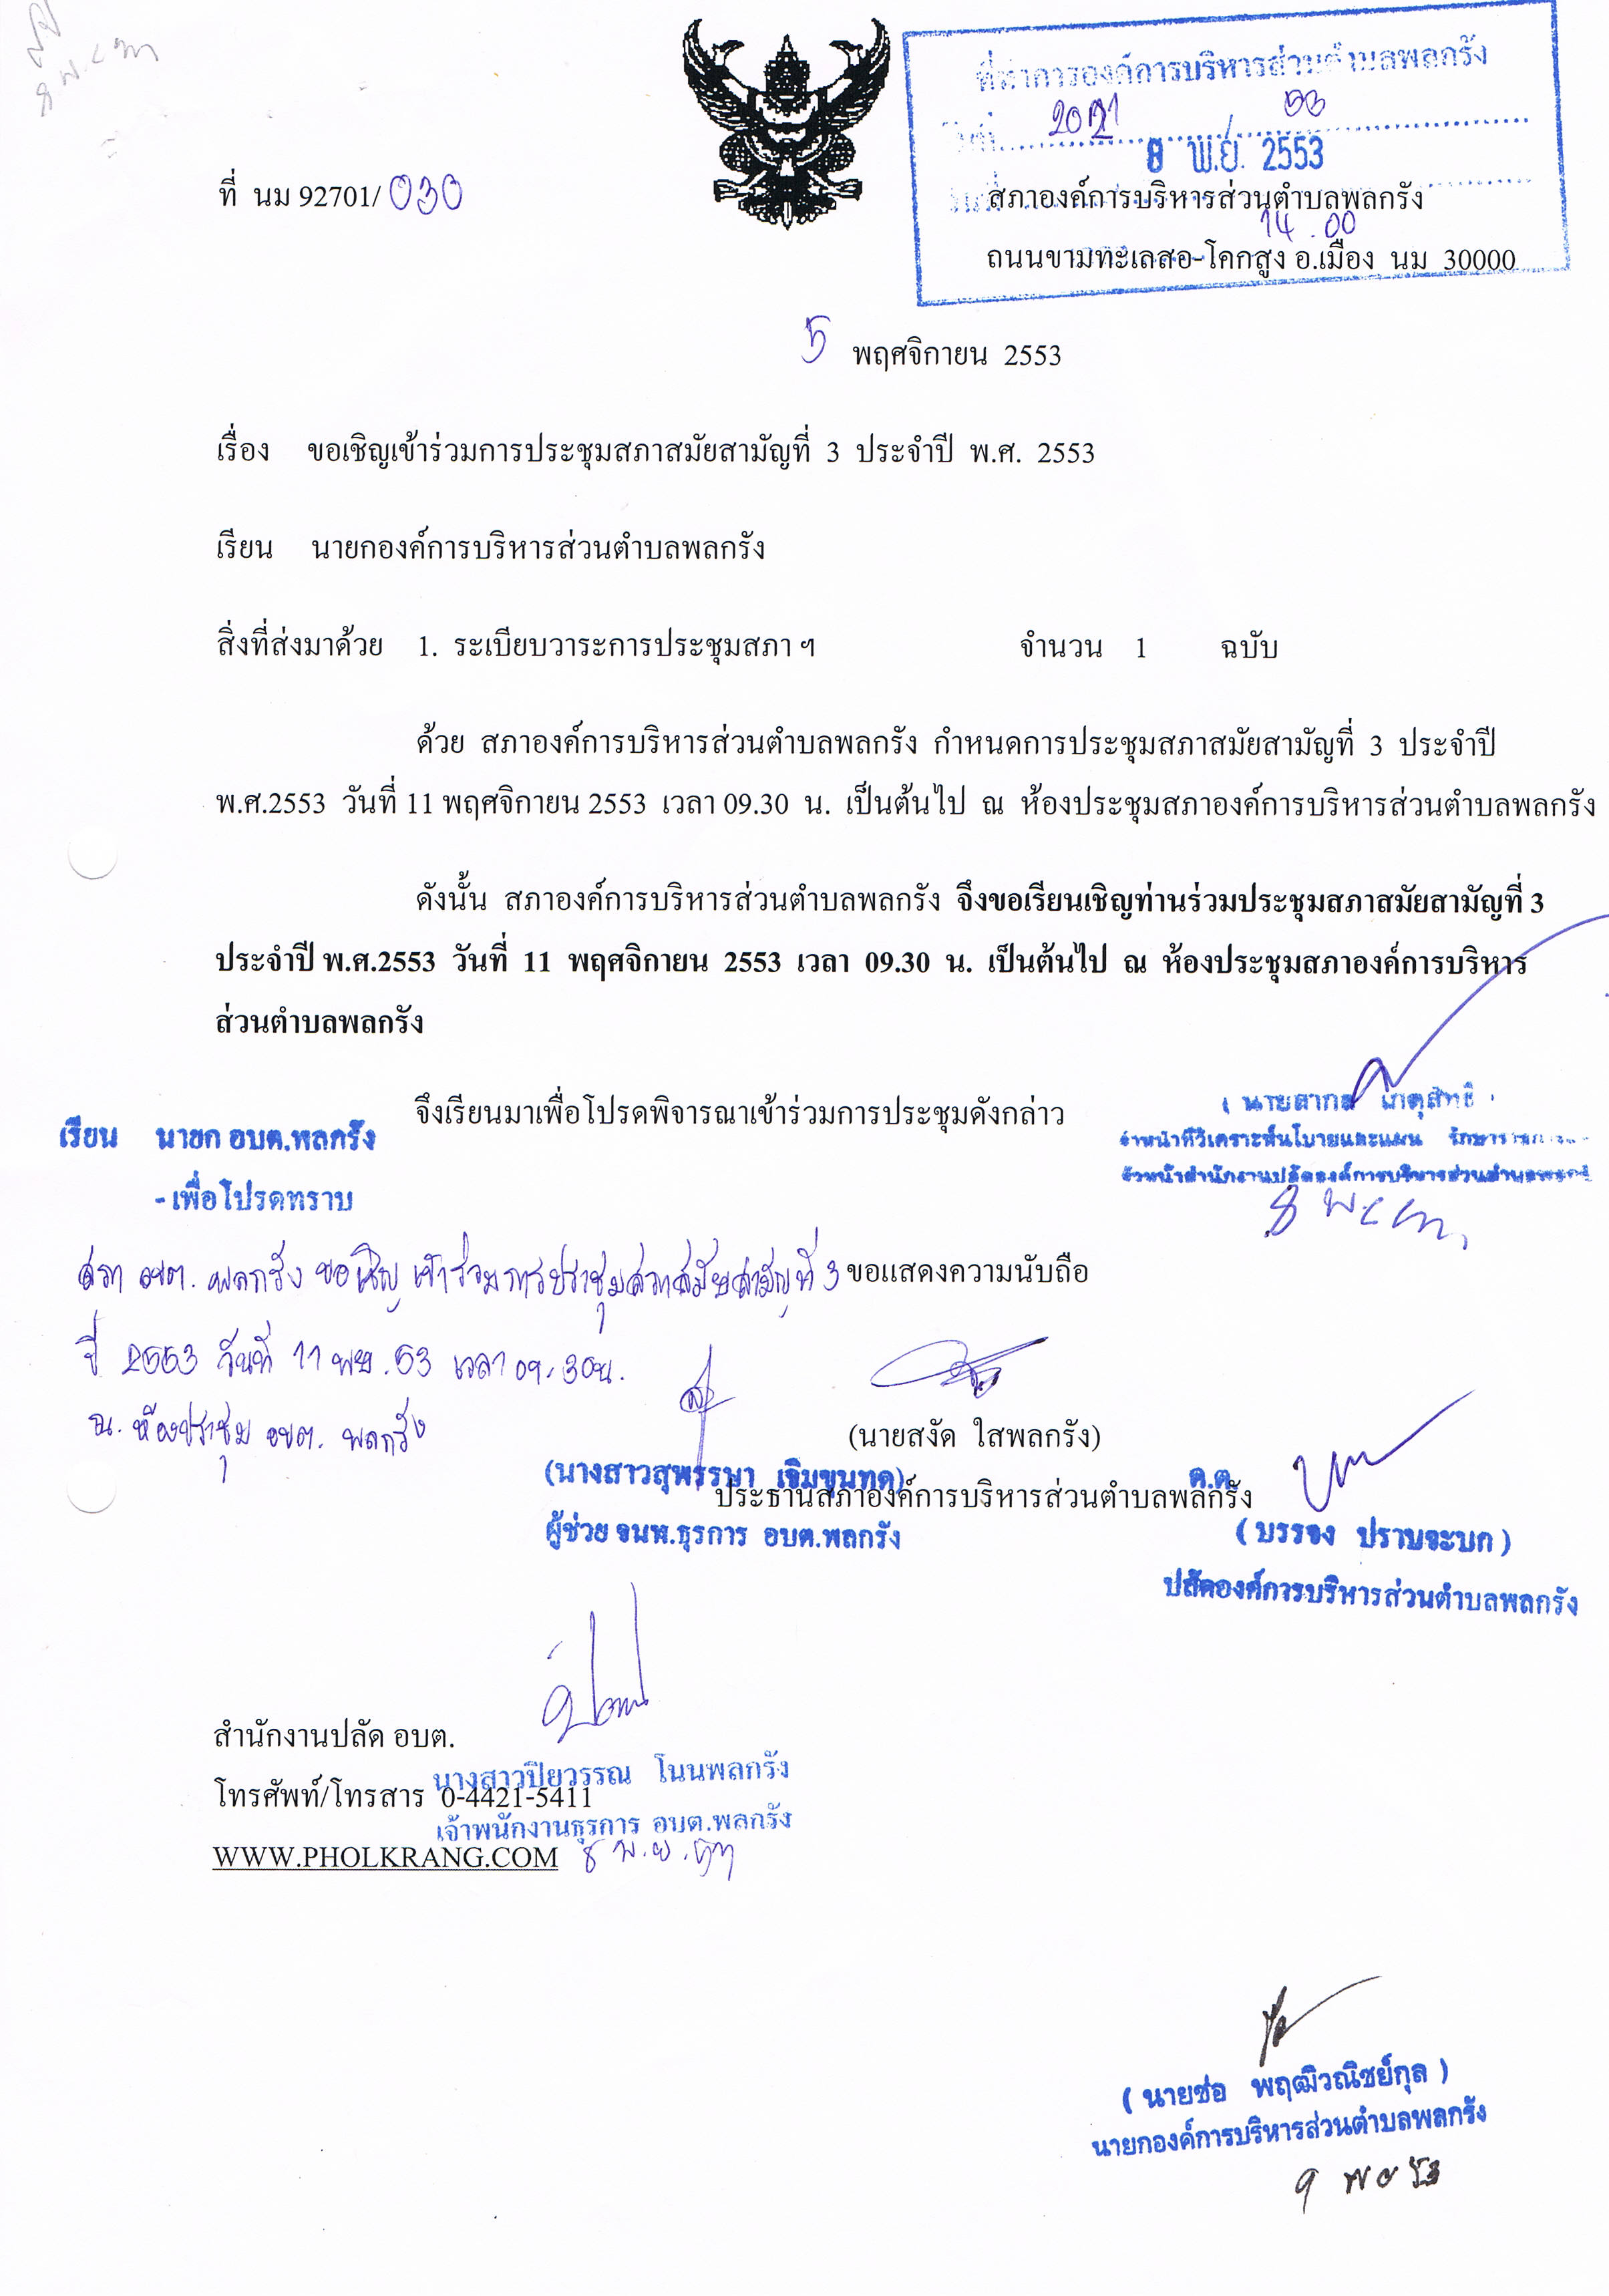 ที่ทำการองค์การบริหารส่วนตำบลพลกรัง
53
พ.ย. 2553
14.00
ที่ นม 92701/030
สภาองค์การบริหารส่วนตำบลพลกรัง
ถนนขามทะเลสอ-โคกสูง อ.เมือง นม 30000
5 พฤศจิกายน 2553
เรื่อง ขอเชิญเข้าร่วมการประชุมสภาสมัยสามัญที่ 3 ประจำปี พ.ศ. 2553
เรียน นายกองค์การบริหารส่วนตำบลพลกรัง
สิ่งที่ส่งมาด้วย 1. ระเบียบวาระการประชุมสภา ฯ จำนวน 1 ฉบับ
ด้วย สภาองค์การบริหารส่วนตำบลพลกรัง กำหนดการประชุมสภาสมัยสามัญที่ 3 ประจำปี
พ.ศ.2553 วันที่ 11 พฤศจิกายน 2553 เวลา 09.30 น. เป็นต้นไป ณ ห้องประชุมสภาองค์การบริหารส่วนตำบลพลกรัง
ดังนั้น สภาองค์การบริหารส่วนตำบลพลกรัง จึงขอเรียนเชิญท่านร่วมประชุมสภาสมัยสามัญที่ 3
ประจำปี พ.ศ.2553 วันที่ 11 พฤศจิกายน 2553 เวลา 09.30 น. เป็นต้นไป ณ ห้องประชุมสภาองค์การบริหาร
ส่วนตำบลพลกรัง
จึงเรียนมาเพื่อโปรดพิจารณาเข้าร่วมการประชุมดังกล่าว
เรียน นายก อบต.พลกรัง
- เพื่อโปรดทราบ
สภา อบต. พลกรัง ขอเชิญเข้าร่วมการประชุมสภาสมัยสามัญที่ 3
ปี 2553 วันที่ 11 พย. 53 เวลา 09.30น.
ณ. ห้องประชุม อบต. พลกรัง
เจ้าหน้าที่วิเคราะห์นโยบายและแผน
หัวหน้าสำนักงานปลัดองค์การบริหารส่วนตำบลพลกรัง
ขอแสดงความนับถือ
(นายสงัด ใสพลกรัง)
ประธานสภาองค์การบริหารส่วนตำบลพลกรัง
(นางสาวสุพรรษา เจิมขุนทด)
ผู้ช่วย จนท.ธุรการ อบต.พลกรัง
ด.ต.
( บรรจง ปราบจะบก )
ปลัดองค์การบริหารส่วนตำบลพลกรัง
สำนักงานปลัด อบต.
โทรศัพท์/โทรสาร 0-4421-5411
WWW.PHOLKRANG.COM
นางสาวปิยวรรณ โนนพลกรัง
เจ้าพนักงานธุรการ อบต.พลกรัง
( นายช่อ พฤฒิวณิชย์กุล )
นายกองค์การบริหารส่วนตำบลพลกรัง
9 พย 53